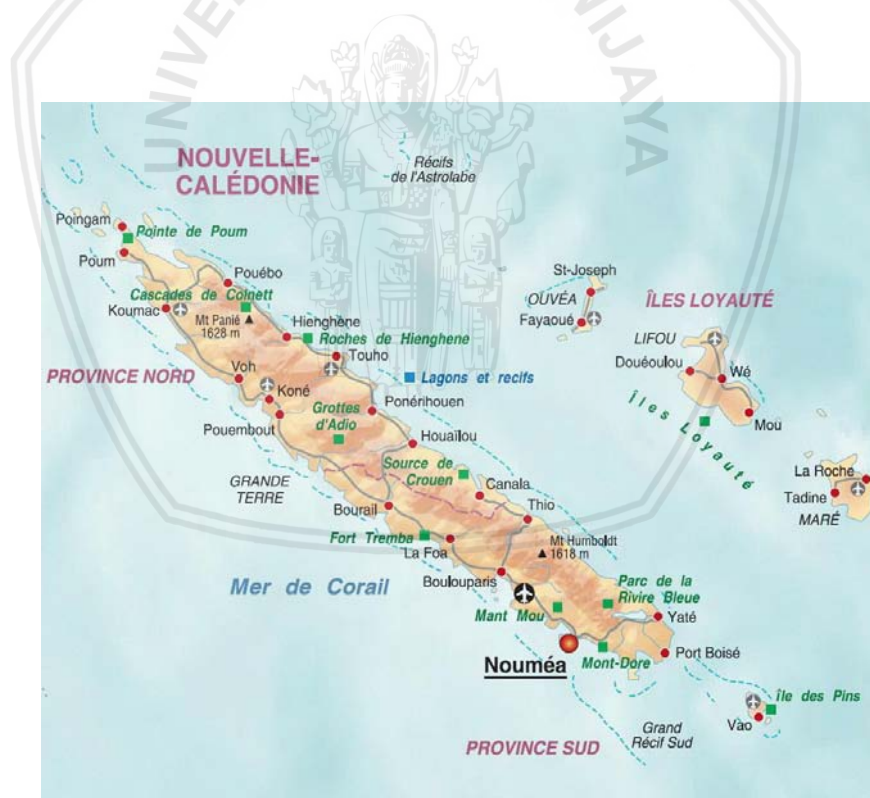 UNIVE
NIJAYA
NOUVELLE-
CALÉDONIE
Récifs
de l'Astrolabe
Poingam
Pointe de Poum
Poum
Pouébo
Cascades de Colnett
Koumac
Mt Panié
1628 m
Hienghène
Roches de Hienghene
Touho
St-Joseph
OUVÉA
Fayaoué
ÎLES LOYAUTÉ
LIFOU
Douéoulou
Wé
Mou
Îles Loyauté
PROVINCE NORD
Voh
Koné
Lagons et recifs
Pouembout
Grottes
d'Adio
Ponérihouen
Houaïlou
GRANDE
TERRE
Source de
Crouen
Canala
La Roche
Tadine
MARÉ
Bourail
Thio
Fort Tremba
La Foa
Mt Humboldt
1618 m
Mer de Corail
Boulouparis
Parc de la
Rivire Bleue
Mant Mou
Yaté
Nouméa
Mont-Dore
Port Boisé
Île des Pins
Vao
Grand
Récif Sud
PROVINCE SUD